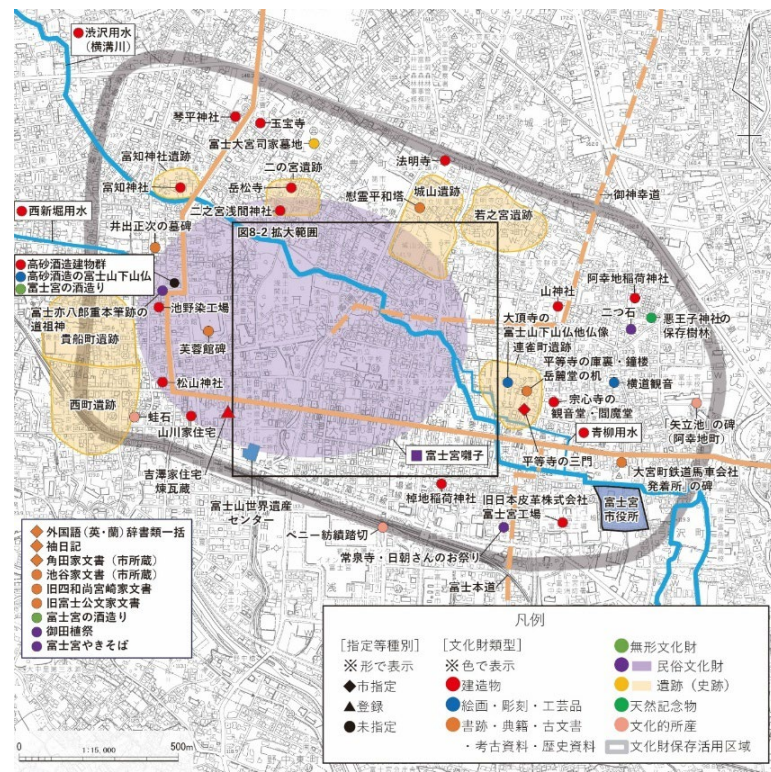 渋沢用水
（横溝川）
琴平神社
玉宝寺
富士大宮司家墓地
法明寺
富知神社遺跡
二の宮遺跡
富知神社
岳松寺
慰霊平和塔
城山遺跡
若之宮遺跡
御神幸道
西新堀用水
二之宮浅間神社
井出正次の墓碑
図8-2 拡大範囲
高砂酒造建物群
高砂酒造の富士山下山仏
富士宮の酒造り
阿幸地稲荷神社
山神社
二つ石
悪王子神社の
保存樹林
富士亦八郎重本筆跡の
道祖神
池野染工場
大頂寺の
富士山下山仏他仏像
連雀町遺跡
貴船町遺跡
芙蓉館碑
平等寺の庫裏・鐘楼
岳麓堂の机
横道観音
松山神社
宗心寺の
観音堂・閻魔堂
西町遺跡
蛙石
山川家住宅
「矢立池」の碑
（阿幸地町）
青柳用水
富士宮囃子
平等寺の三門
吉澤家住宅
煉瓦蔵
大宮町鉄道馬車会社
発着所 の碑
富士山世界遺産
センター
棹地稲荷神社
旧日本皮革株式会社
富士宮工場
富士宮
市役所
ベニー紡績踏切
常泉寺・日朝さんのお祭り
富士本道
外国語（英・蘭）辞書類一括
袖日記
角田家文書（市所蔵）
池谷家文書（市所蔵）
旧四和尚宮崎家文書
旧富士公文家文書
富士宮の酒造り
御田植祭
富士宮やきそば
凡例
［指定等種別］
※形で表示
◆市指定
▲登録
●未指定
［文化財類型］
※色で表示
建造物
絵画・彫刻・工芸品
書跡・典籍・古文書
・考古資料・歴史資料
無形文化財
民俗文化財
遺跡（史跡）
天然記念物
文化的所産
文化財保存活用区域
0
1:15,000
500m